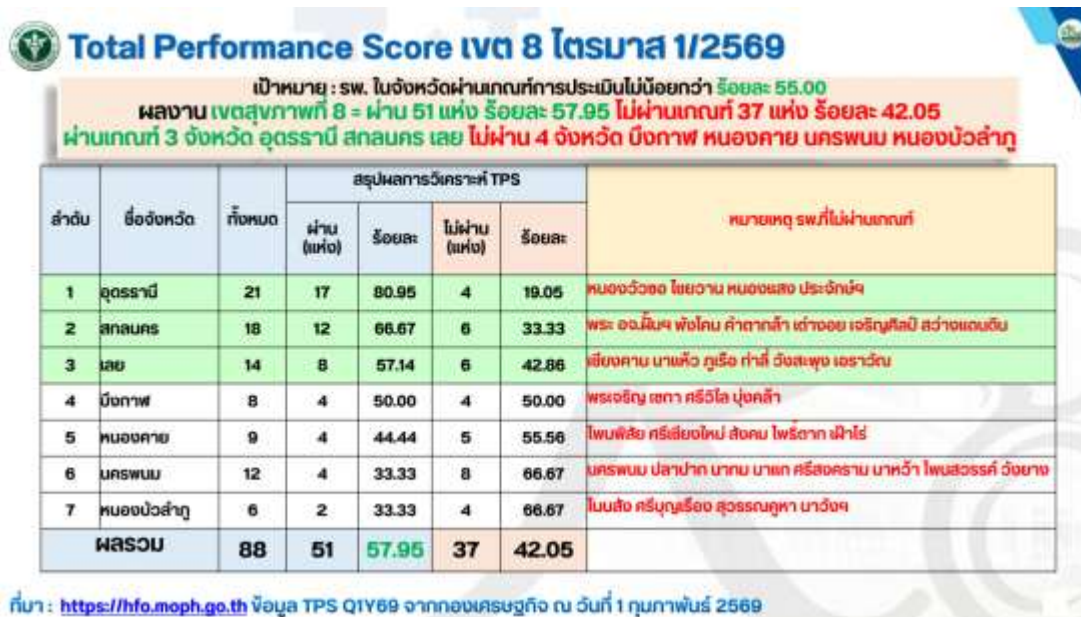 Total Performance Score เขต 8 ไตรมาส 1/2569
เป้าหมาย : รพ. ในจังหวัดผ่านเกณฑ์การประเมินไม่น้อยกว่า ร้อยละ 55.00
ผลงาน เขตสุขภาพที่ 8 = ผ่าน 51 แห่ง ร้อยละ 57.95 ไม่ผ่านเกณฑ์ 37 แห่ง ร้อยละ 42.05
ผ่านเกณฑ์ 3 จังหวัด อุดรธานี สกลนคร เลย ไม่ผ่าน 4 จังหวัด บึงกาฬ หนองคาย นครพนม หนองบัวลำภู
ลำดับ ชื่อจังหวัด ทั้งหมด สรุปผลการวิเคราะห์ TPS หมายเหตุ รพ.ที่ไม่ผ่านเกณฑ์
ผ่าน (แห่ง) ร้อยละ ไม่ผ่าน (แห่ง) ร้อยละ
1 อุดรธานี 21 17 80.95 4 19.05 หนองวัวซอ ไชยวาน หนองแสง ประจักษ์ฯ
2 สกลนคร 18 12 66.67 6 33.33 พระ อจ.ฝั้นฯ พังโคน คำตากล้า เต่างอย เจริญศิลป์ สว่างแดนดิน
3 เลย 14 8 57.14 6 42.86 เชียงคาน นาแห้ว ภูเรือ ท่าลี่ วังสะพุง เอราวัณ
4 บึงกาฬ 8 4 50.00 4 50.00 พรเจริญ เซกา ศรีวิไล บุ่งคล้า
5 หนองคาย 9 4 44.44 5 55.56 โพนพิสัย ศรีเชียงใหม่ สังคม โพธิ์ตาก เฝ้าไร่
6 นครพนม 12 4 33.33 8 66.67 นครพนม ปลาปาก นาทม นาแก ศรีสงคราม นาหว้า โพนสวรรค์ วังยาง
7 หนองบัวลำภู 6 2 33.33 4 66.67 โนนสัง ศรีบุญเรือง สุวรรณคูหา นาวังฯ
ผลรวม 88 51 57.95 37 42.05
ที่มา : https://hfo.moph.go.th ข้อมูล TPS Q1Y69 จากกองเศรษฐกิจ ณ วันที่ 1 กุมภาพันธ์ 2569